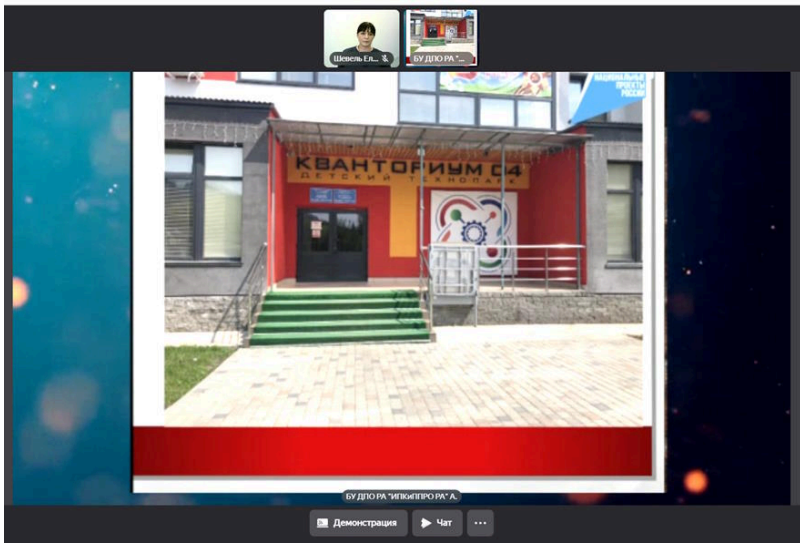 Шевель Ел...
БУ ДПО РА "...
НАЦИОНАЛЬНЫЕ
ПРОЕКТЫ
РОССИИ
КВАНТОРИУМ 04
ДЕТСКИЙ ТЕХНОПАРК
БУ ДПО РА "ИПКиППРО РА" А.
Демонстрация
Чат